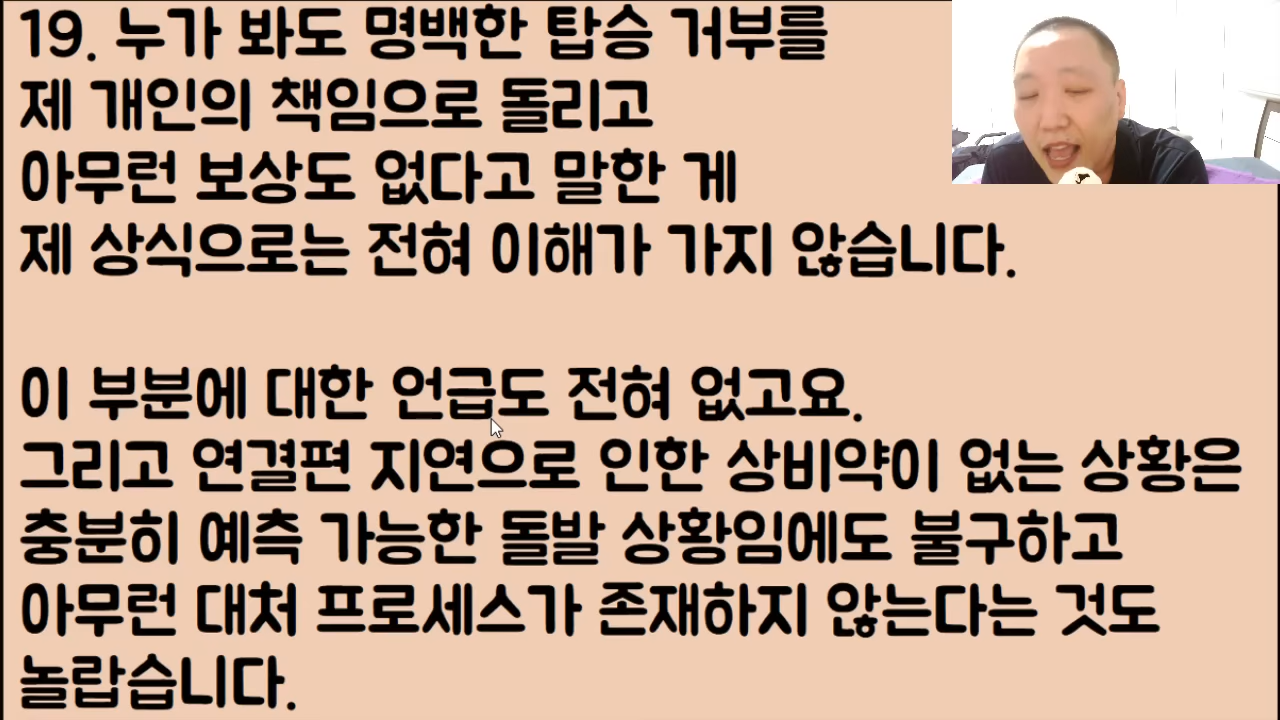 19. 누가 봐도 명백한 탑승 거부를
제 개인의 책임으로 돌리고
아무런 보상도 없다고 말한 게
제 상식으로는 전혀 이해가 가지 않습니다.
이 부분에 대한 언급도 전혀 없고요.
그리고 연결편 지연으로 인한 상비약이 없는 상황은
충분히 예측 가능한 돌발 상황임에도 불구하고
아무런 대처 프로세스가 존재하지 않는다는 것도
놀랍습니다.